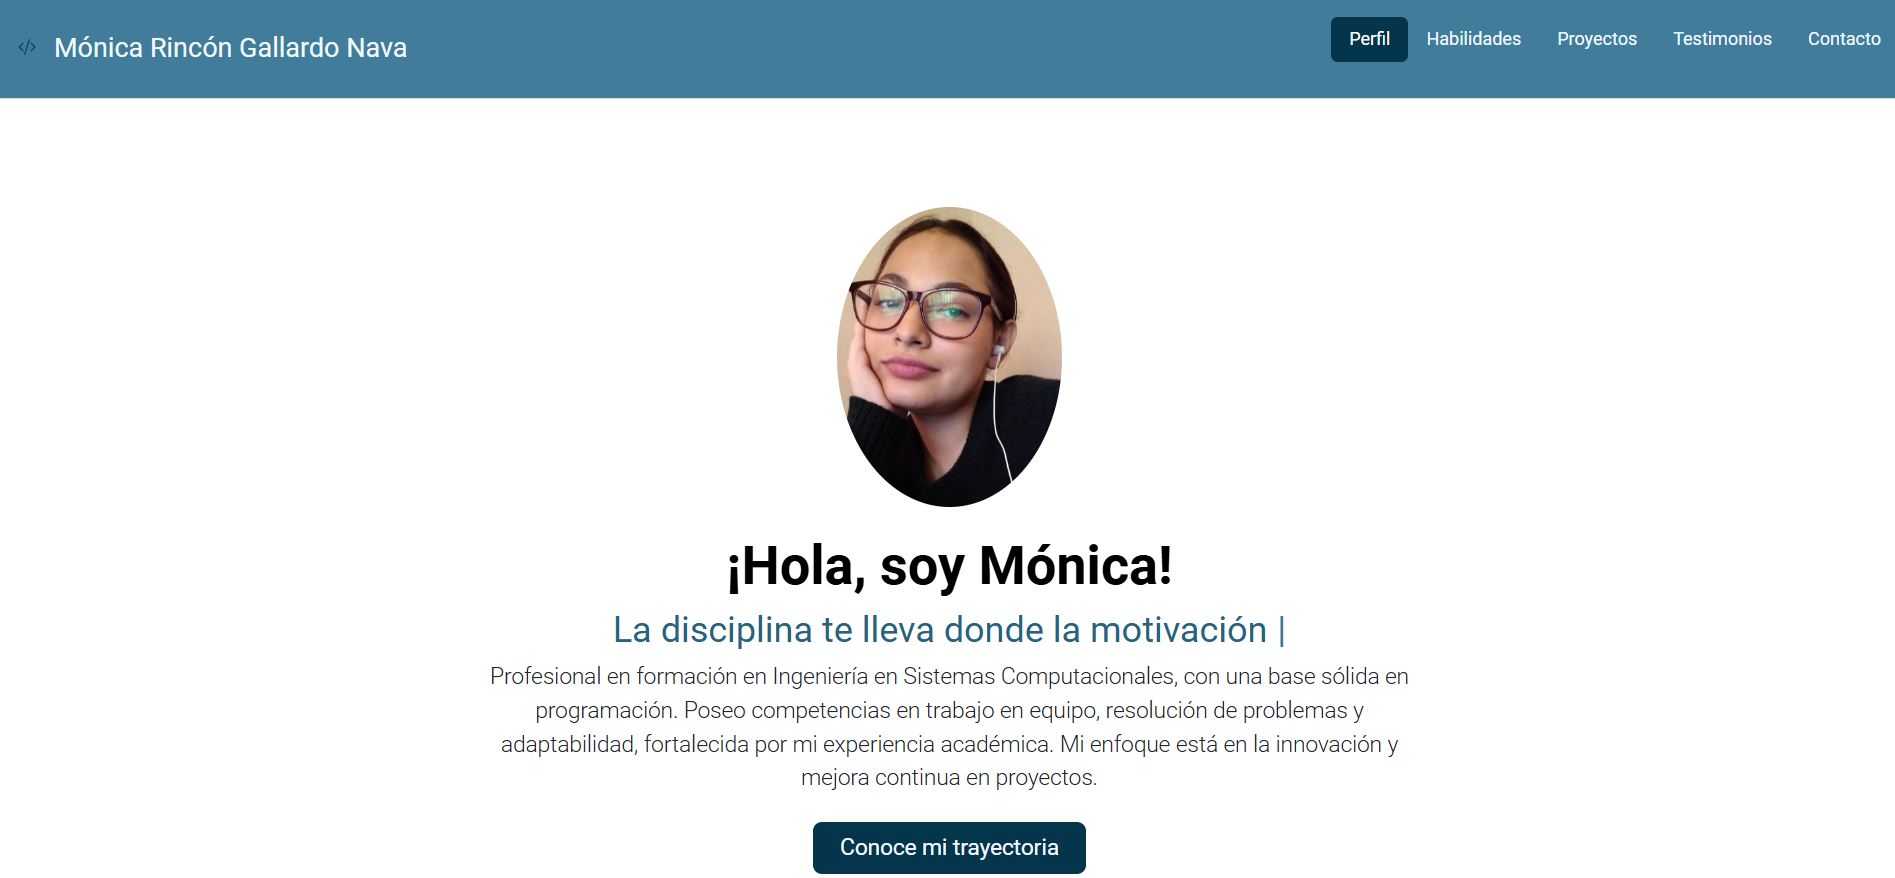 </> Mónica Rincón Gallardo Nava
Perfil Habilidades Proyectos Testimonios Contacto
¡Hola, soy Mónica!
La disciplina te lleva donde la motivación |
Profesional en formación en Ingeniería en Sistemas Computacionales, con una base sólida en
programación. Poseo competencias en trabajo en equipo, resolución de problemas y
adaptabilidad, fortalecida por mi experiencia académica. Mi enfoque está en la innovación y
mejora continua en proyectos.
Conoce mi trayectoria